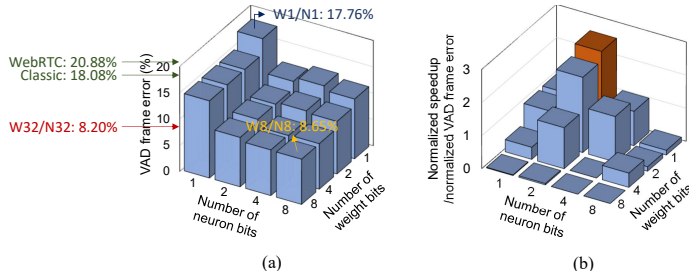 W1/N1: 17.76%
WebRTC: 20.88%
Classic: 18.08%
W32/N32: 8.20%
W8/N8: 8.65%
VAD frame error (%)
20
15
10
5
0
1
2
4
8
Number of
neuron bits
8
4
2
1
Number of
weight bits
(a)
Normalized speedup
/normalized VAD frame error
3
2
1
0
1
2
4
8
Number of
neuron bits
8
4
2
1
Number of
weight bits
(b)